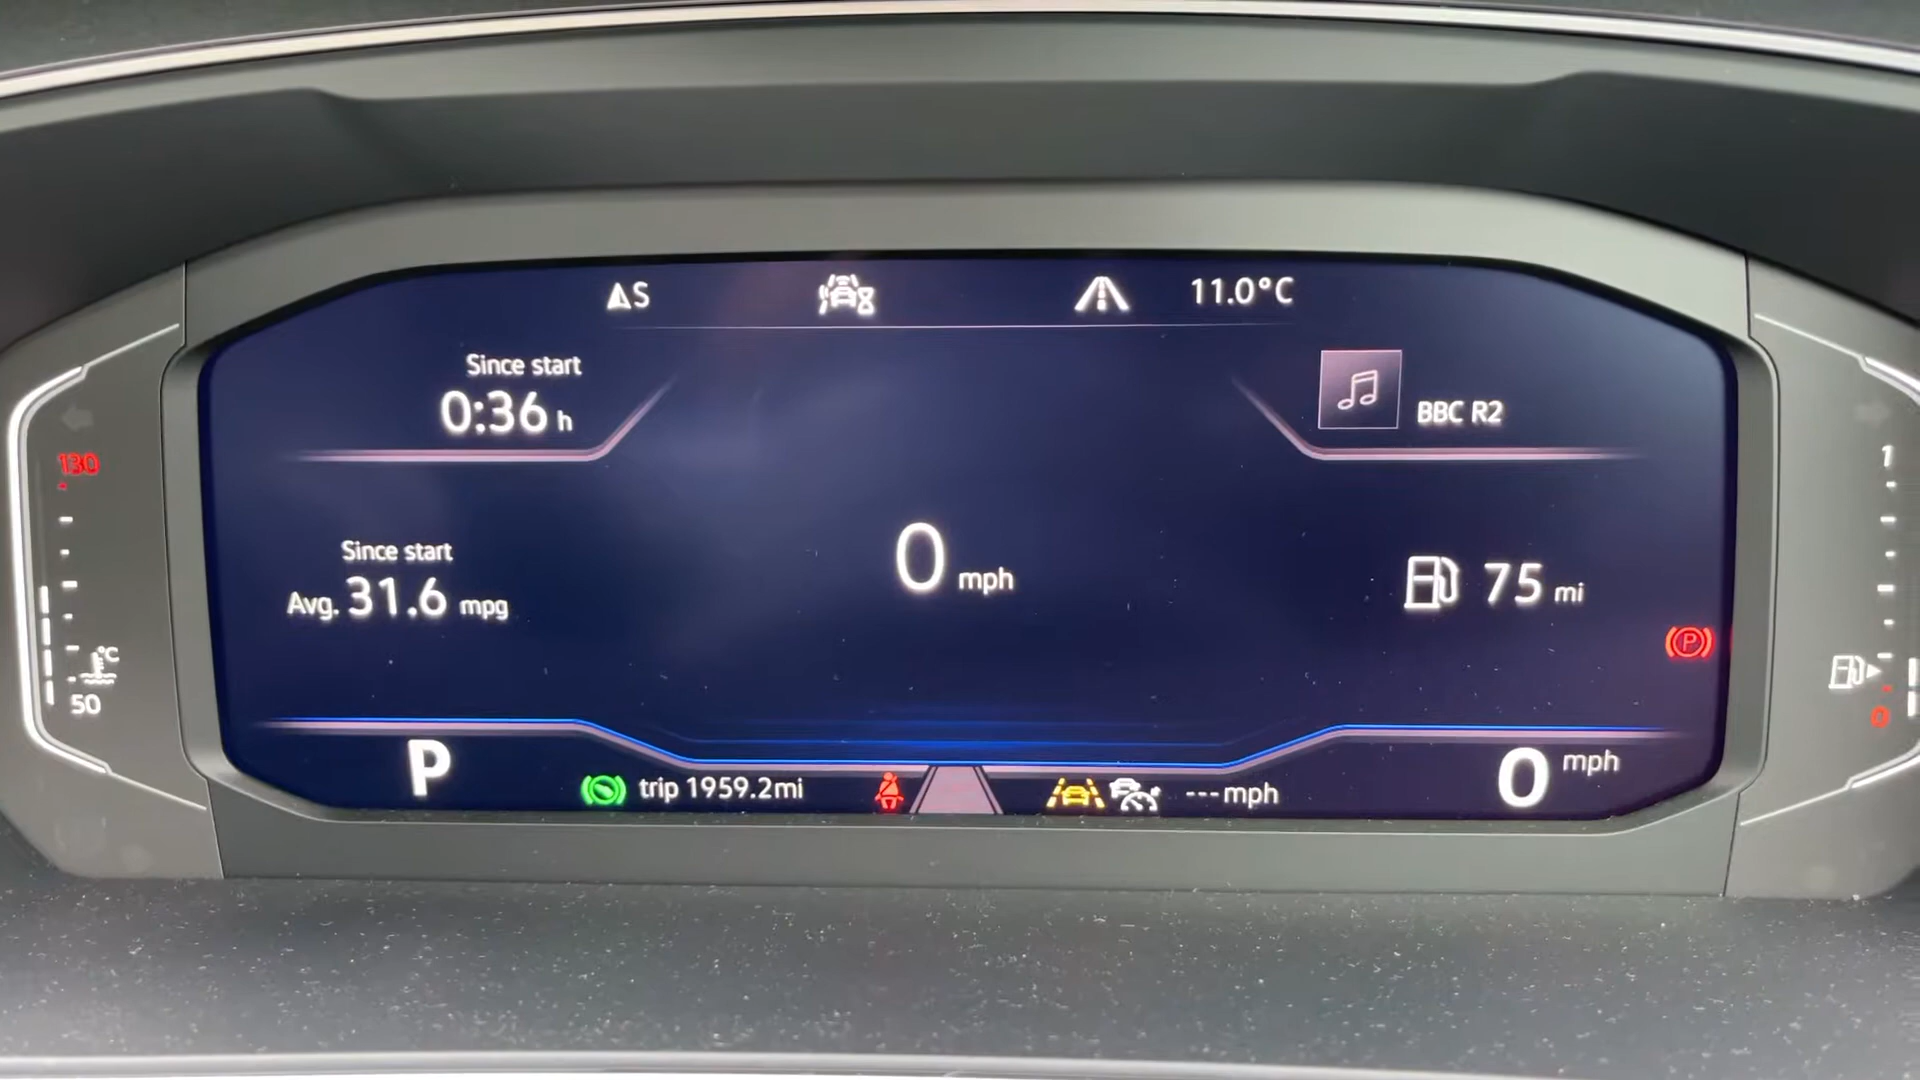 S
11.0°C
Since start
0:36 h
BBC R2
130
1
Since start
Avg. 31.6 mpg
0 mph
75 mi
P
°C
50
0
P
trip 1959.2mi
---mph
0 mph